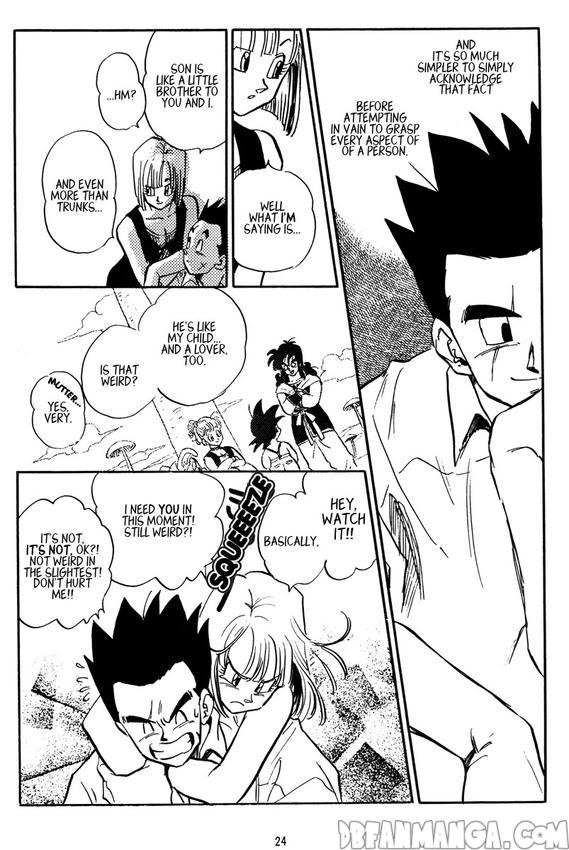 AND
IT'S SO MUCH
SIMPLER TO SIMPLY
ACKNOWLEDGE
THAT FACT
BEFORE
ATTEMPTING
IN VAIN TO GRASP
EVERY ASPECT OF
OF A PERSON.
WELL
WHAT I'M
SAYING IS...
SON IS
LIKE A LITTLE
BROTHER TO
YOU AND I.
...HM?
AND EVEN
MORE THAN
TRUNKS...
HE'S LIKE
MY CHILD...
...AND A LOVER,
TOO.
IS THAT
WEIRD?
MUTTER...
YES,
VERY.
HEY,
WATCH
IT!!
BASICALLY,
SQUEEEEZE
I NEED YOU IN
THIS MOMENT!
STILL WEIRD?!
IT'S NOT,
IT'S NOT, OK?!
NOT WEIRD
IN THE
SLIGHTEST!
DON'T HURT
ME!!
24
DBFANMANGA.COM